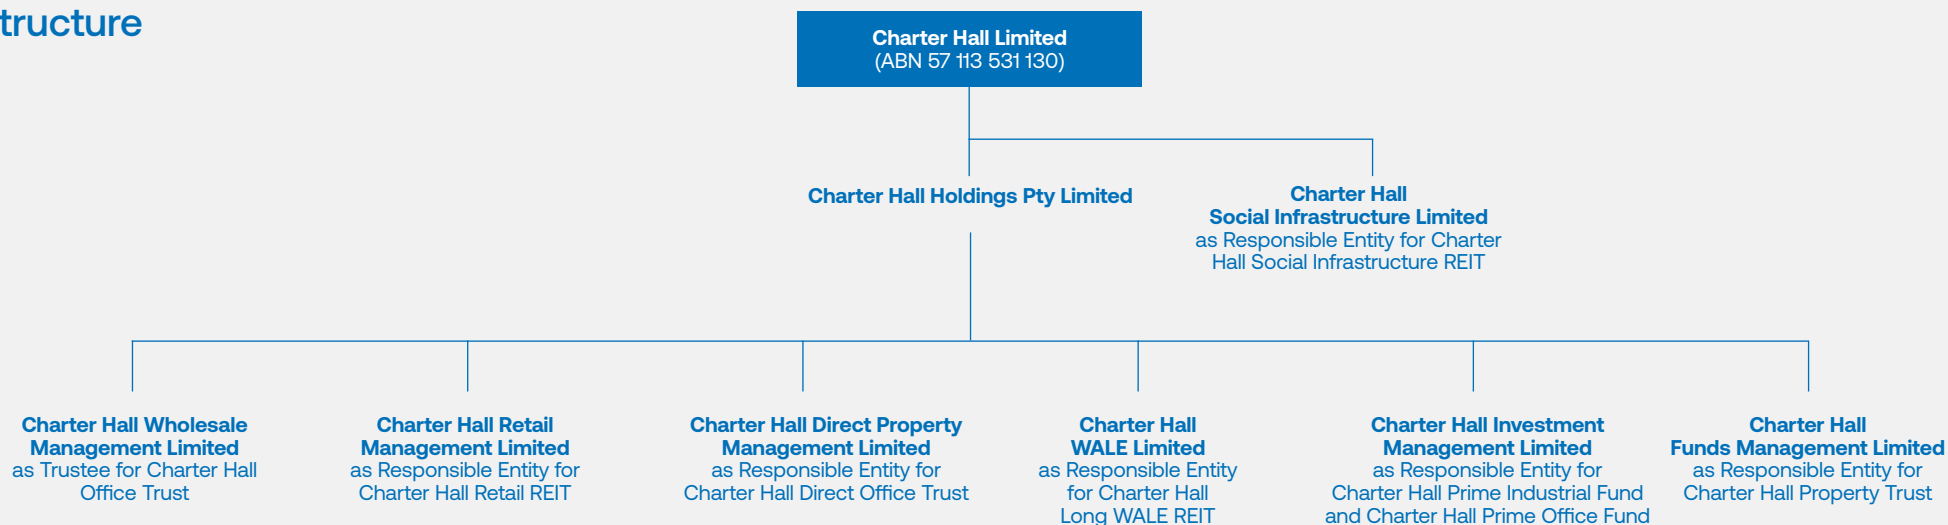 tructure
Charter Hall Limited
(ABN 57 113 531 130)
Charter Hall Holdings Pty Limited
Charter Hall
Social Infrastructure Limited
as Responsible Entity for Charter
Hall Social Infrastructure REIT
Charter Hall Wholesale
Management Limited
as Trustee for Charter Hall
Office Trust
Charter Hall Retail
Management Limited
as Responsible Entity for
Charter Hall Retail REIT
Charter Hall Direct Property
Management Limited
as Responsible Entity for
Charter Hall Direct Office Trust
Charter Hall
WALE Limited
as Responsible Entity
for Charter Hall
Long WALE REIT
Charter Hall Investment
Management Limited
as Responsible Entity for
Charter Hall Prime Industrial Fund
and Charter Hall Prime Office Fund
Charter Hall
Funds Management Limited
as Responsible Entity for
Charter Hall Property Trust